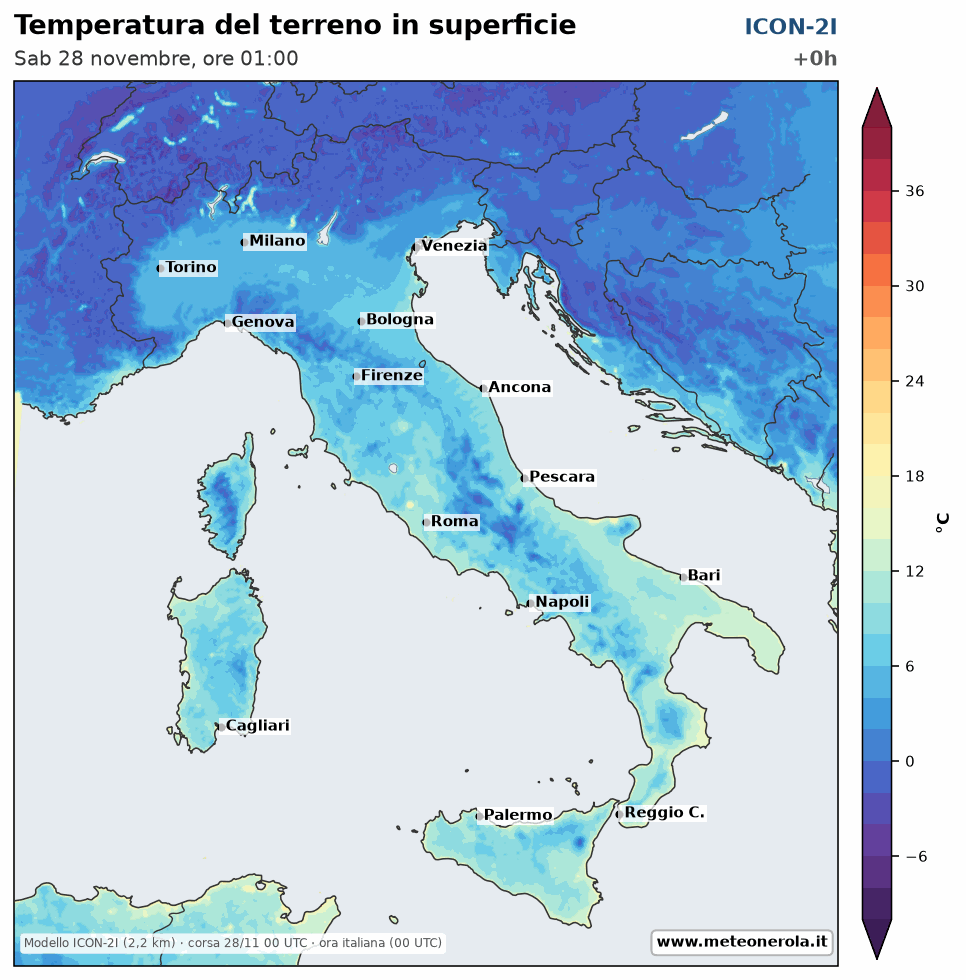 Temperatura del terreno in superficie
ICON-2I
Sab 28 novembre, ore 01:00
+0h
Milano
Venezia
Torino
Genova
Bologna
Firenze
Ancona
Pescara
Roma
Bari
Napoli
Cagliari
Palermo
Reggio C.
36
30
24
18
12
6
0
−6
°C
Modello ICON-2I (2,2 km) · corsa 28/11 00 UTC · ora italiana (00 UTC)
www.meteonerola.it